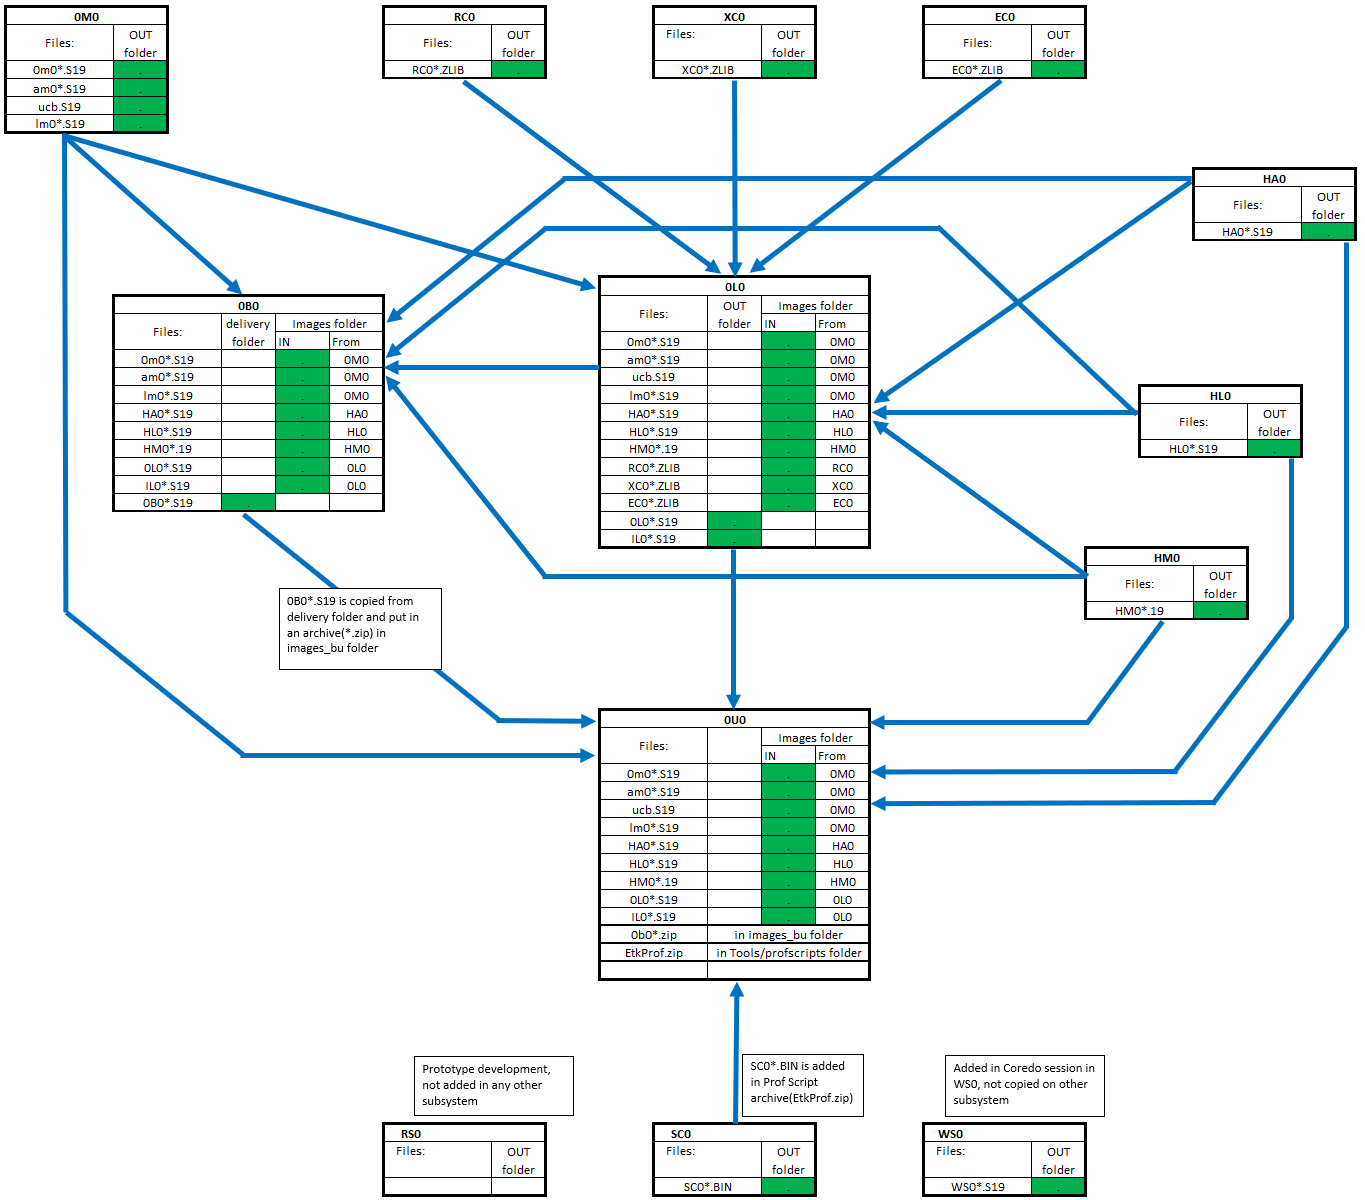 0M0
Files:
OUT
folder
0m0*.S19
.
am0*.S19
.
ucb.S19
.
lm0*.S19
.
RC0
Files:
OUT
folder
RC0*.ZLIB
.
XC0
Files:
OUT
folder
XC0*.ZLIB
.
EC0
Files:
OUT
folder
EC0*.ZLIB
.
HA0
Files:
OUT
folder
HA0*.S19
.
0B0
Files:
delivery
folder
Images folder
IN
From
0m0*.S19
.
0M0
am0*.S19
.
0M0
lm0*.S19
.
0M0
HA0*.S19
.
HA0
HL0*.S19
.
HL0
HM0*.19
.
HM0
0L0*.S19
.
0L0
IL0*.S19
.
0L0
0B0*.S19
.
0L0
Files:
OUT
folder
Images folder
IN
From
0m0*.S19
.
0M0
am0*.S19
.
0M0
ucb.S19
.
0M0
lm0*.S19
.
0M0
HA0*.S19
.
HA0
HL0*.S19
.
HL0
HM0*.19
.
HM0
RC0*.ZLIB
.
RC0
XC0*.ZLIB
.
XC0
EC0*.ZLIB
.
EC0
0L0*.S19
.
IL0*.S19
.
HL0
Files:
OUT
folder
HL0*.S19
.
HM0
Files:
OUT
folder
HM0*.19
.
0B0*.S19 is copied from
delivery folder and put in
an archive(*.zip) in
images_bu folder
0U0
Files:
Images folder
IN
From
0m0*.S19
.
0M0
am0*.S19
.
0M0
ucb.S19
.
0M0
lm0*.S19
.
0M0
HA0*.S19
.
HA0
HL0*.S19
.
HL0
HM0*.19
.
HM0
0L0*.S19
.
0L0
IL0*.S19
.
0L0
0b0*.zip
in images_bu folder
EtkProf.zip
in Tools/profscripts folder
Prototype development,
not added in any other
subsystem
SC0*.BIN is added
in Prof Script
archive(EtkProf.zip)
Added in Coredo session in
WS0, not copied on other
subsystem
RS0
Files:
OUT
folder
SC0
Files:
OUT
folder
SC0*.BIN
.
WS0
Files:
OUT
folder
WS0*.S19
.